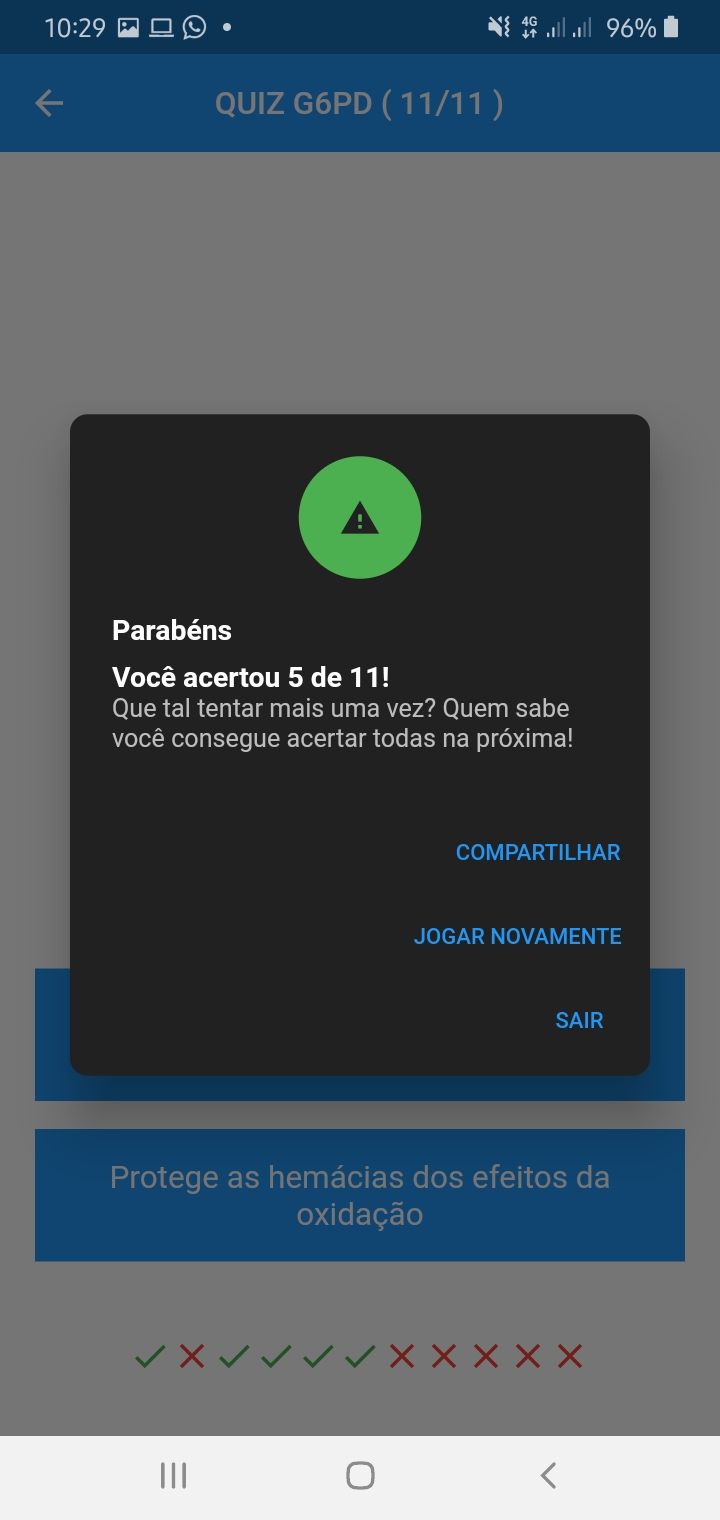 10:29
4G
96%
QUIZ G6PD ( 11/11 )
Parabéns
Você acertou 5 de 11!
Que tal tentar mais uma vez? Quem sabe
você consegue acertar todas na próxima!
COMPARTILHAR
JOGAR NOVAMENTE
SAIR
Protege as hemácias dos efeitos da
oxidação